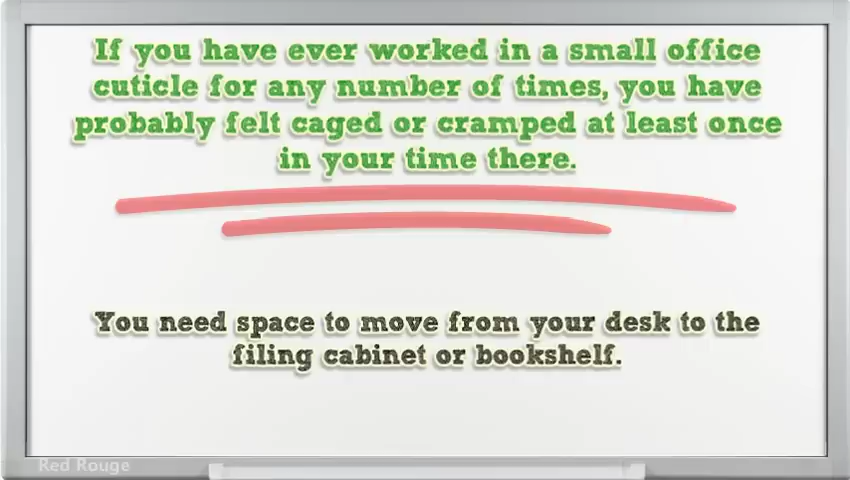 If you have ever worked in a small office
cuticle for any number of times, you have
probably felt caged or cramped at least once
in your time there.
You need space to move from your desk to the
filing cabinet or bookshelf.
Red Rouge